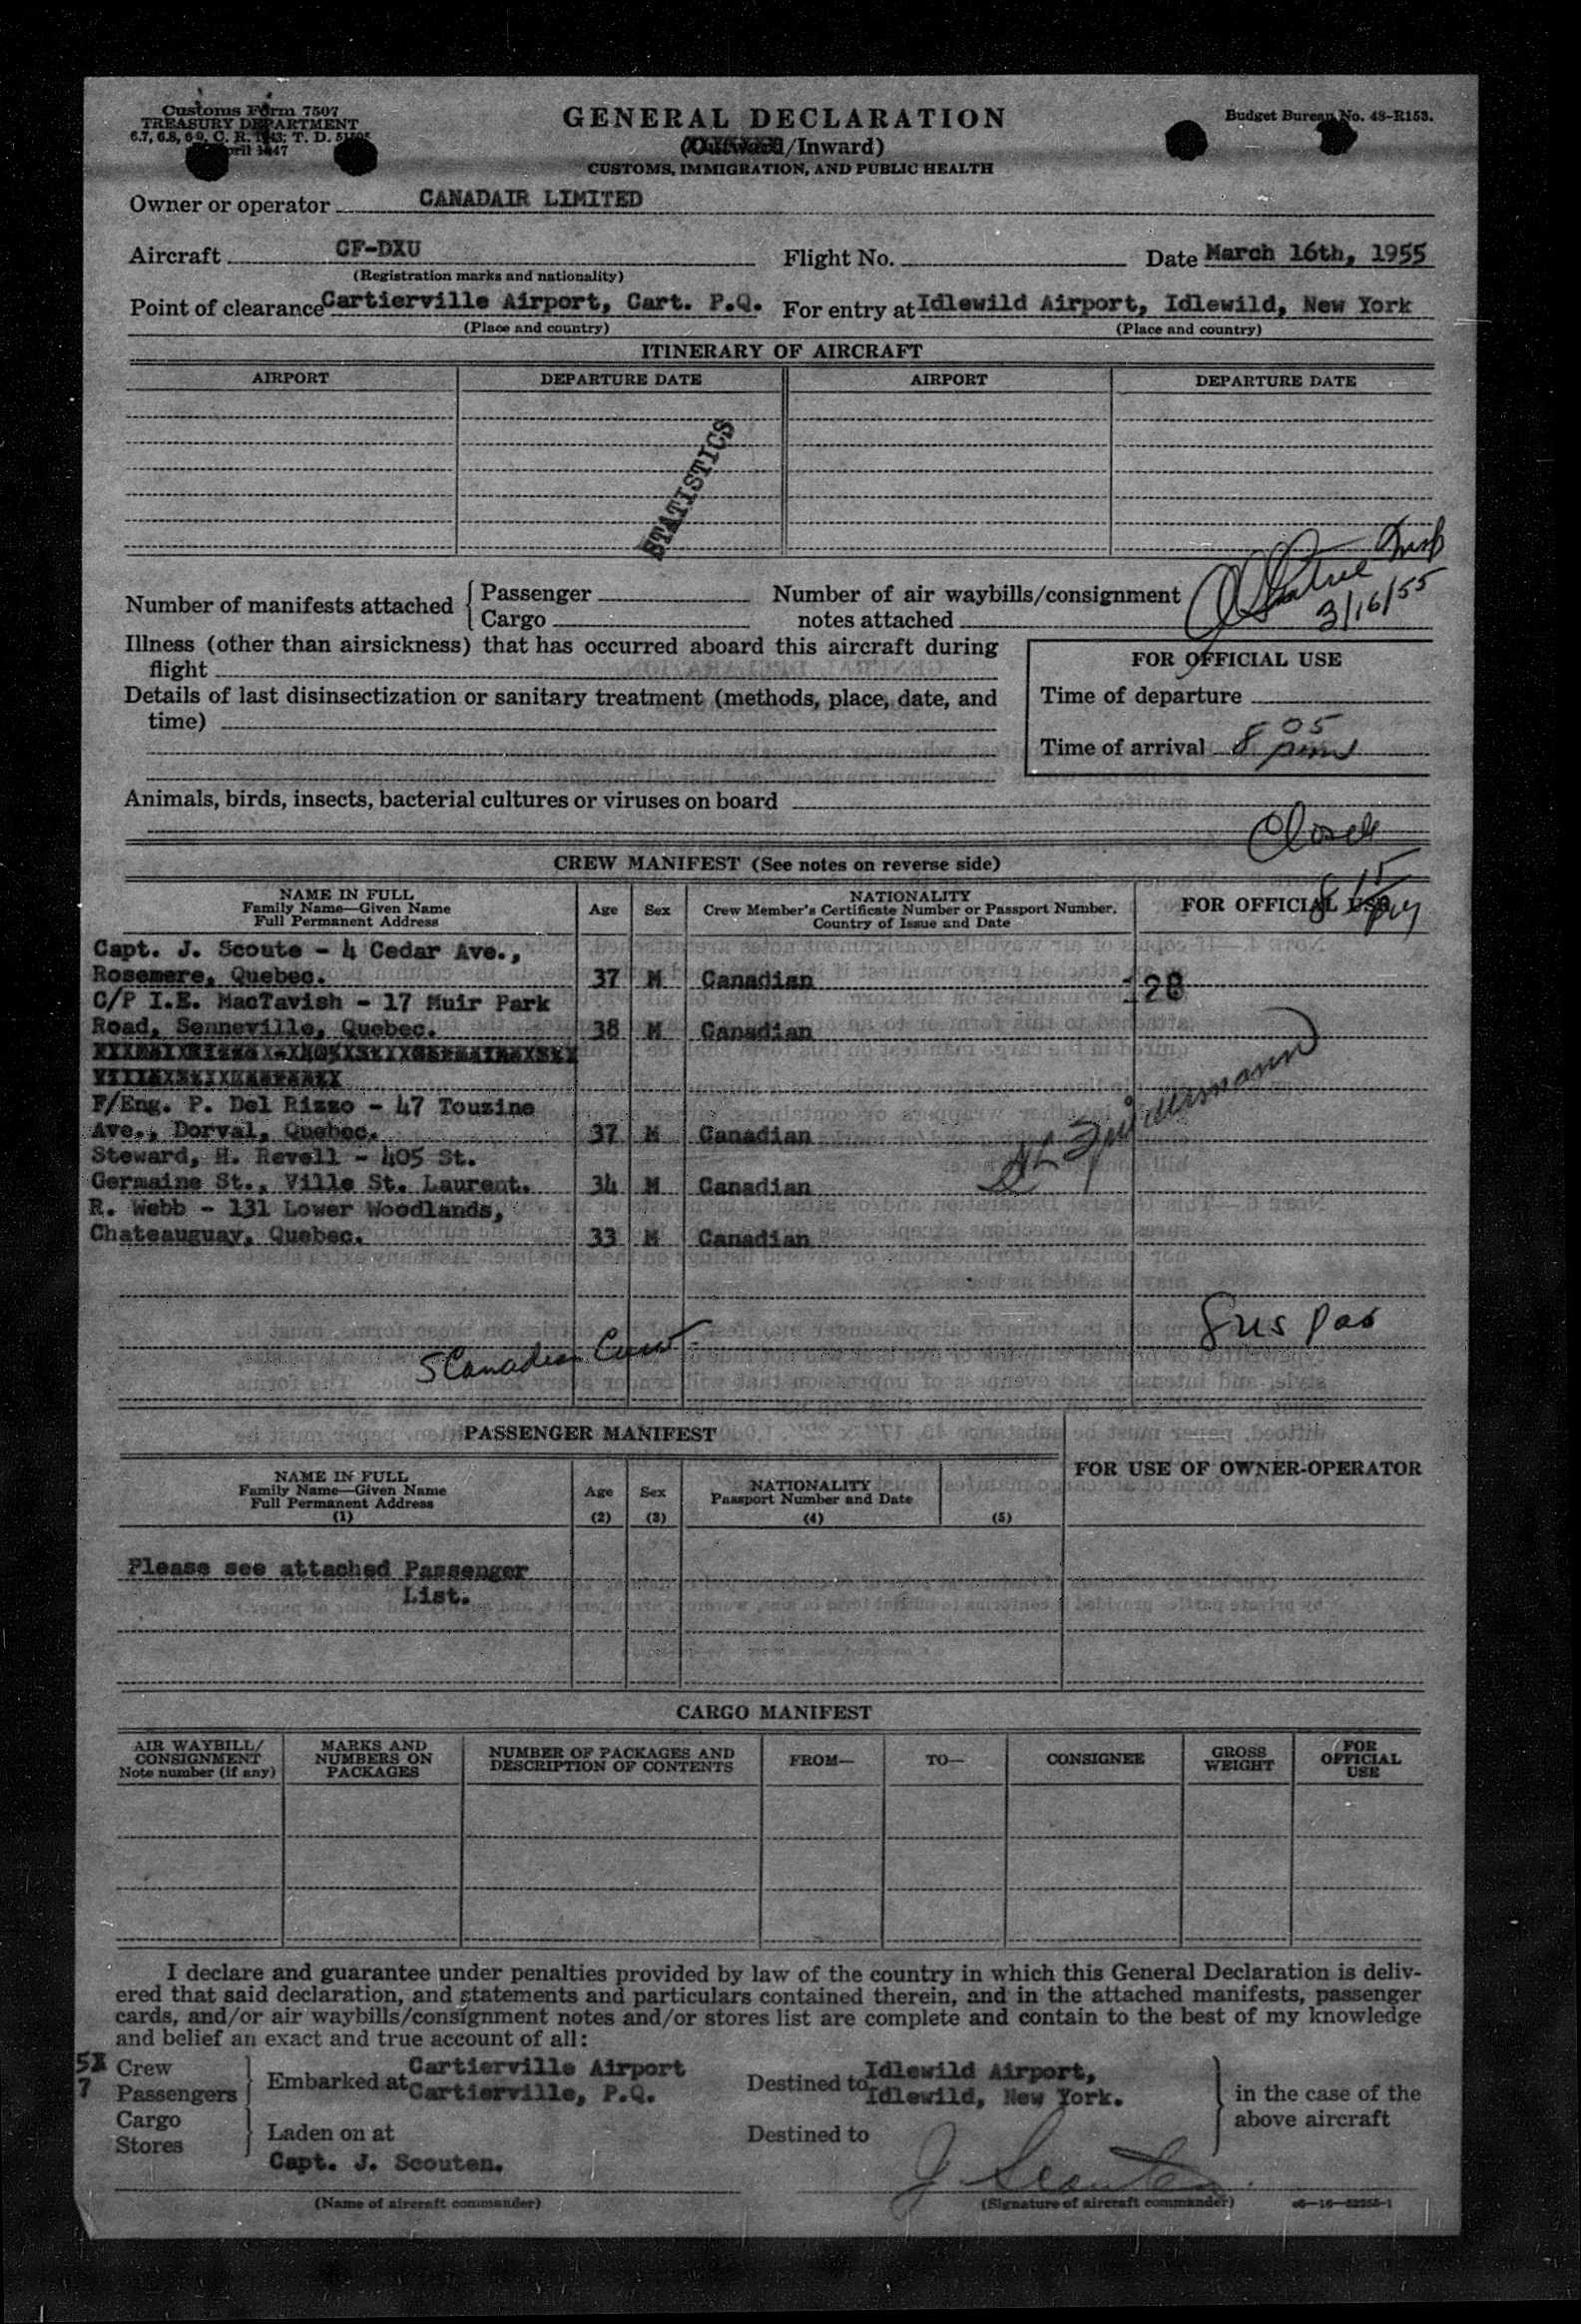 Customs Form 7507
TREASURY DEPARTMENT
April 1947
GENERAL DECLARATION
(/Inward)
CUSTOMS, IMMIGRATION, AND PUBLIC HEALTH
Budget Bureau No. 48-R153.
Owner or operator CANADAIR LIMITED
Aircraft CF-DXU Flight No. Date March 16th, 1955
(Registration marks and nationality)
Point of clearance Cartierville Airport, Cart. P.Q. For entry at Idlewild Airport, Idlewild, New York
(Place and country) (Place and country)
ITINERARY OF AIRCRAFT
AIRPORT DEPARTURE DATE AIRPORT DEPARTURE DATE
STATISTICS
Insp
3/16/55
Number of manifests attached { Passenger
Cargo
Number of air waybills/consignment
notes attached
Illness (other than airsickness) that has occurred aboard this aircraft during
flight
Details of last disinsectization or sanitary treatment (methods, place, date, and
time)
FOR OFFICIAL USE
Time of departure
Time of arrival 8 05 pm
Animals, birds, insects, bacterial cultures or viruses on board
Closed
8 15
CREW MANIFEST (See notes on reverse side)
NAME IN FULL
Family Name—Given Name
Full Permanent Address
Age Sex
NATIONALITY
Crew Member's Certificate Number or Passport Number,
Country of Issue and Date
FOR OFFICIAL USE
Capt. J. Scoute - 4 Cedar Ave.,
Rosemere, Quebec. 37 M Canadian 128
C/P I.E. MacTavish - 17 Muir Park
Road, Senneville, Quebec. 38 M Canadian
F/Eng. P. Del Rizzo - 47 Touzine
Ave., Dorval, Quebec. 37 M Canadian
Steward, H. Revell - 405 St.
Germaine St., Ville St. Laurent. 34 M Canadian
R. Webb - 131 Lower Woodlands,
Chateauguay, Quebec. 33 M Canadian
5 Canadian Crew
PASSENGER MANIFEST
FOR USE OF OWNER-OPERATOR
NAME IN FULL
Family Name—Given Name
Full Permanent Address
(1)
Age
(2)
Sex
(3)
NATIONALITY
Passport Number and Date
(4)
(5)
Please see attached Passenger
List.
CARGO MANIFEST
AIR WAYBILL/
CONSIGNMENT
Note number (if any)
MARKS AND
NUMBERS ON
PACKAGES
NUMBER OF PACKAGES AND
DESCRIPTION OF CONTENTS
FROM—
TO—
CONSIGNEE
GROSS
WEIGHT
FOR
OFFICIAL
USE
I declare and guarantee under penalties provided by law of the country in which this General Declaration is deliv-
ered that said declaration, and statements and particulars contained therein, and in the attached manifests, passenger
cards, and/or air waybills/consignment notes and/or stores list are complete and contain to the best of my knowledge
and belief an exact and true account of all:
5 Crew
7 Passengers
Embarked at Cartierville Airport
Cartierville, P.Q.
Destined to Idlewild Airport,
Idlewild, New York.
in the case of the
above aircraft
Cargo
Stores
Laden on at
Destined to
Capt. J. Scouten. J. Scouten
(Name of aircraft commander) (Signature of aircraft commander)